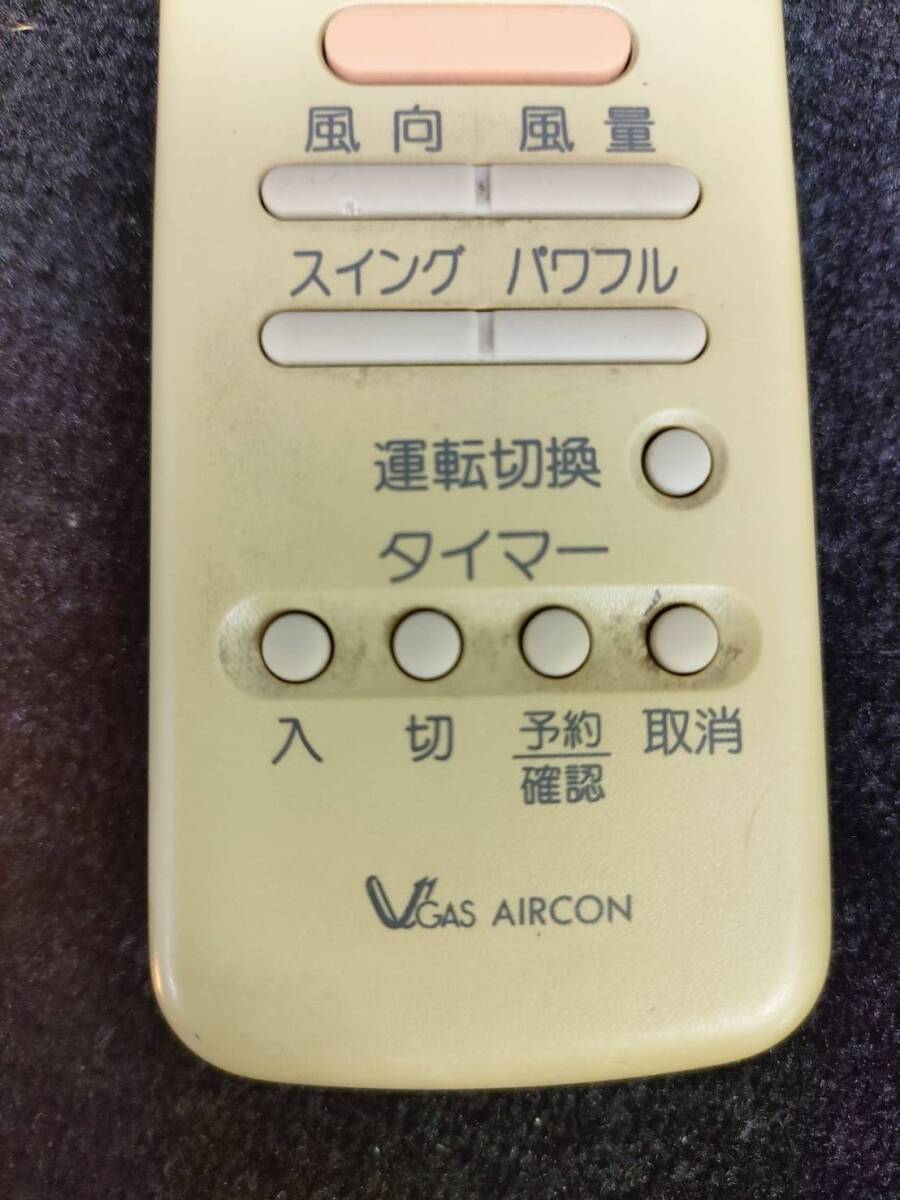 風向 風量
スイング パワフル
運転切換
タイマー
入 切 予約 取消
確認
VGAS AIRCON